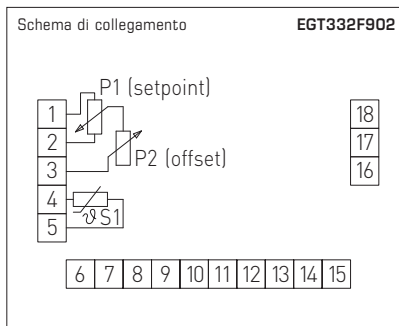 Schema di collegamento EGT332F902
P1 (setpoint)
1
2
3
4
5
P2 (offset)
ϑ S1
18
17
16
6 7 8 9 10 11 12 13 14 15